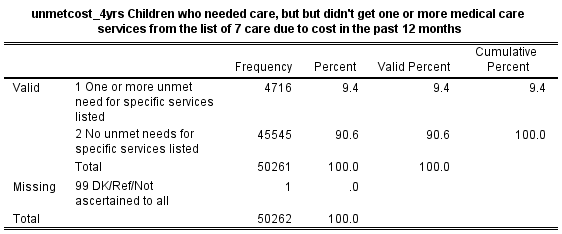 unmetcost_4yrs Children who needed care, but but didn't get one or more medical care
services from the list of 7 care due to cost in the past 12 months
Frequency Percent Valid Percent Cumulative Percent
Valid 1 One or more unmet need for specific services listed 4716 9.4 9.4 9.4
2 No unmet needs for specific services listed 45545 90.6 90.6 100.0
Total 50261 100.0 100.0
Missing 99 DK/Ref/Not ascertained to all 1 .0
Total 50262 100.0